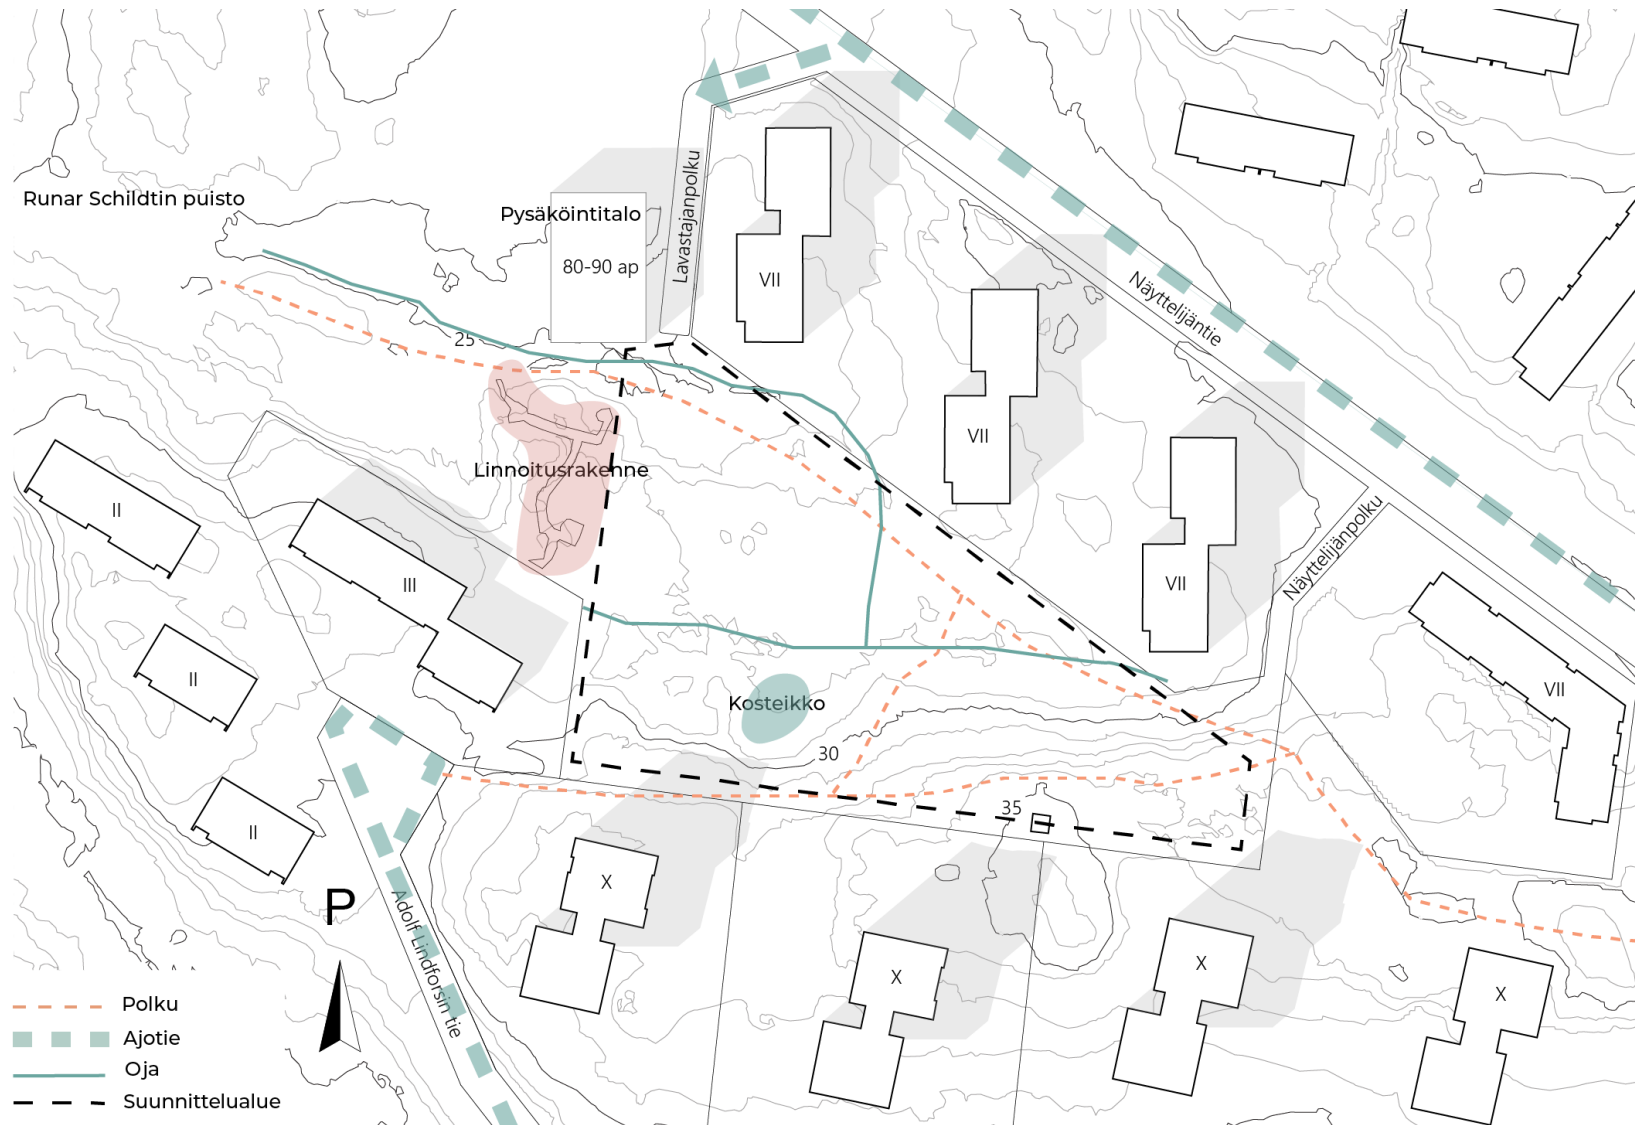 Runar Schildtin puisto
Pysäköintitalo
80-90 ap
Lavastajanpolku
VII
Näyttelijäntie
25
VII
Linnoitusrakenne
II
III
VII
Näyttelijänpolku
II
Kosteikko
VII
30
35
II
X
P
Adolf Lindforsin tie
X
X
X
Polku
Ajotie
Oja
Suunnittelualue